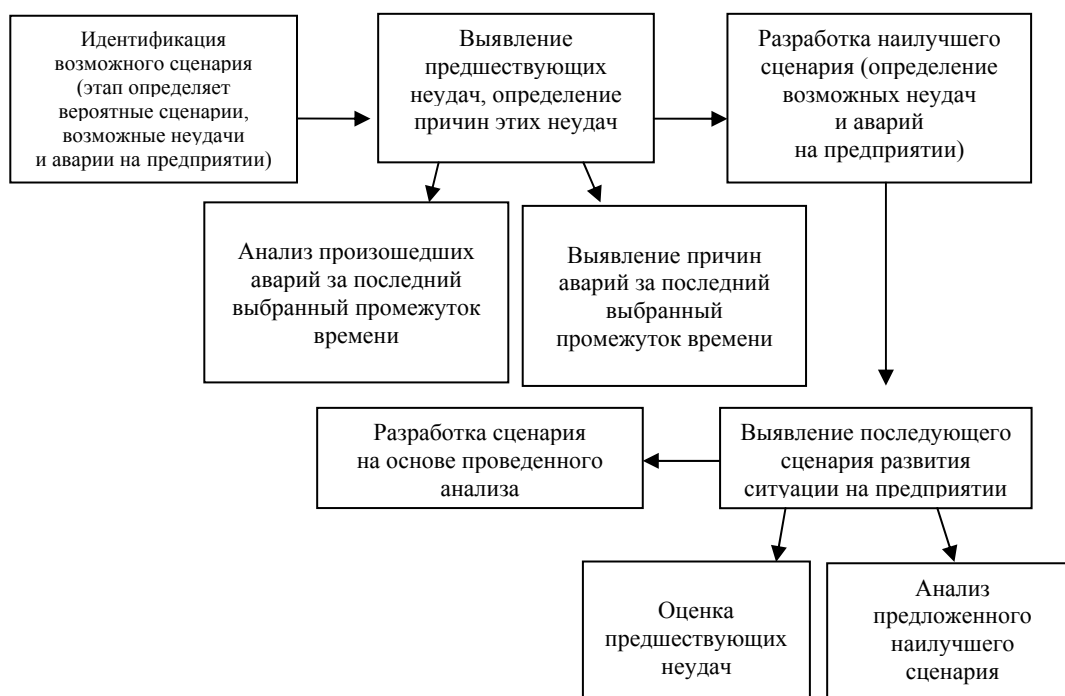 Идентификация
возможного сценария
(этап определяет
вероятные сценарии,
возможные неудачи
и аварии на предприятии)
Выявление
предшествующих
неудач, определение
причин этих неудач
Разработка наилучшего
сценария (определение
возможных неудач
и аварий
на предприятии)
Анализ произошедших
аварий за последний
выбранный промежуток
времени
Выявление причин
аварий за последний
выбранный
промежуток времени
Разработка сценария
на основе проведенного
анализа
Выявление последующего
сценария развития
ситуации на предприятии
Оценка
предшествующих
неудач
Анализ
предложенного
наилучшего
сценария